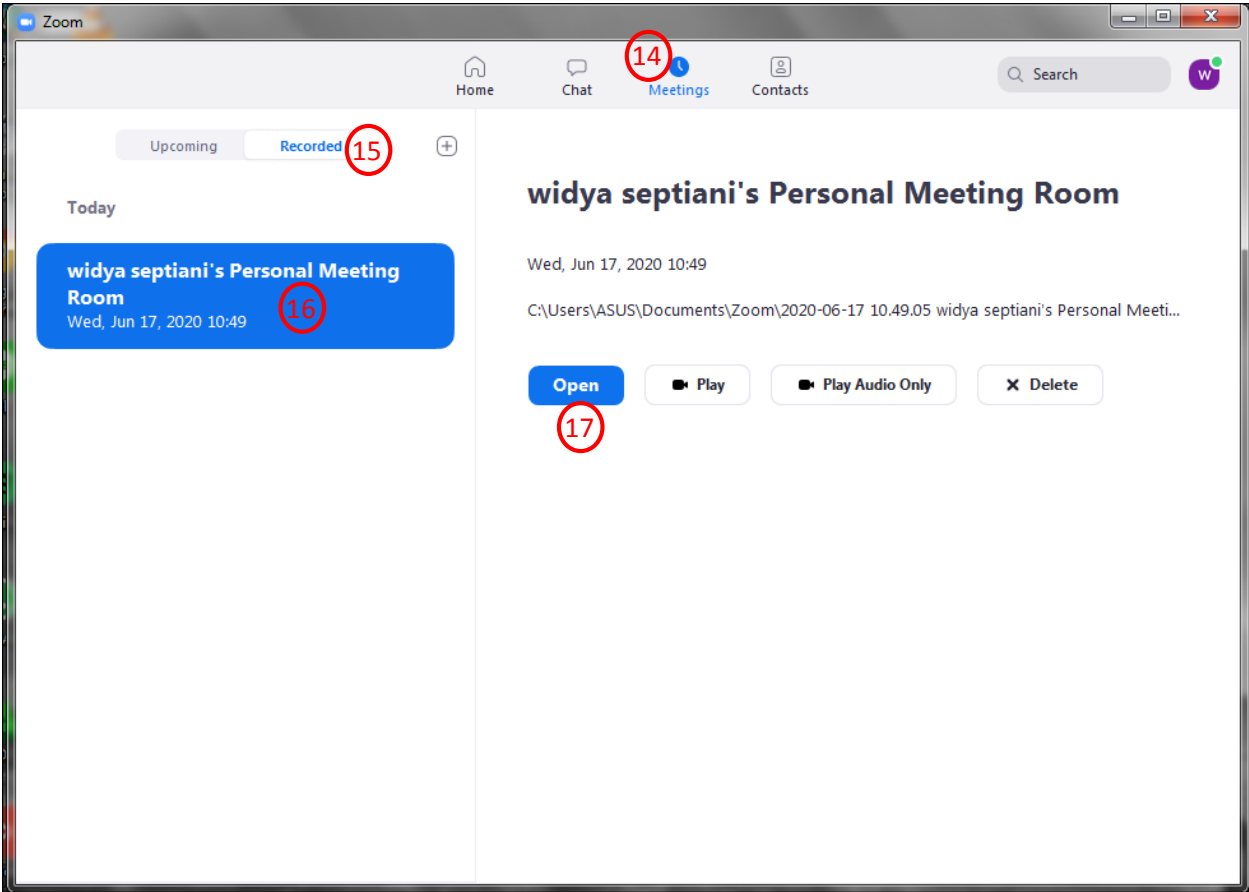 Zoom
14
Home
Chat
Meetings
Contacts
Search
W
Upcoming
Recorded
15
Today
widya septiani's Personal Meeting
Room
16
Wed, Jun 17, 2020 10:49
widya septiani's Personal Meeting Room
Wed, Jun 17, 2020 10:49
C:\Users\ASUS\Documents\Zoom\2020-06-17 10.49.05 widya septiani's Personal Meeti...
Open
Play
Play Audio Only
Delete
17